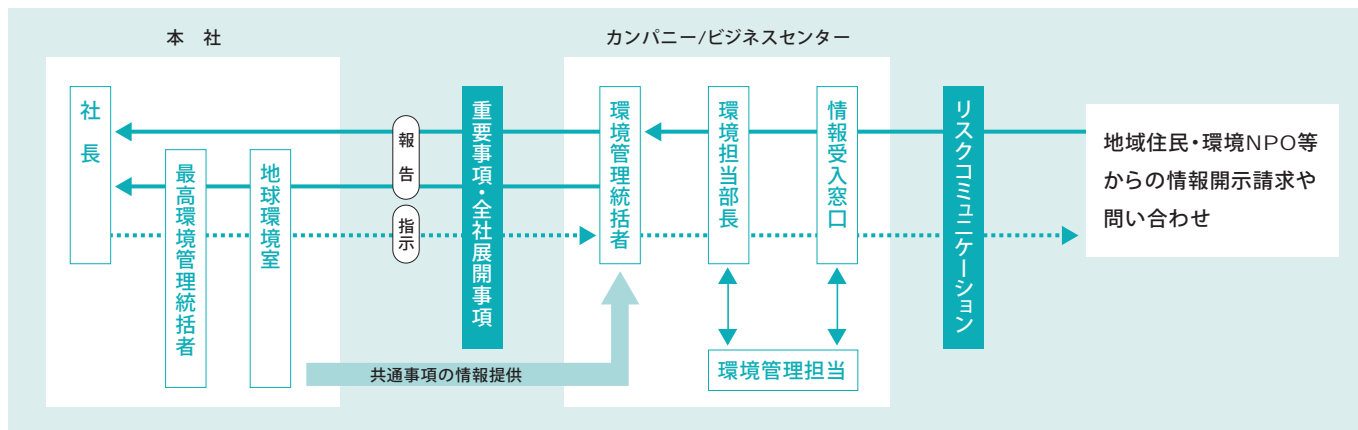 本　社
社長
最高環境管理統括者
地球環境室
報告
指示
重要事項・全社展開事項
共通事項の情報提供
カンパニー/ビジネスセンター
環境管理統括者
環境担当部長
情報受入窓口
環境管理担当
リスクコミュニケーション
地域住民・環境NPO等
からの情報開示請求や
問い合わせ